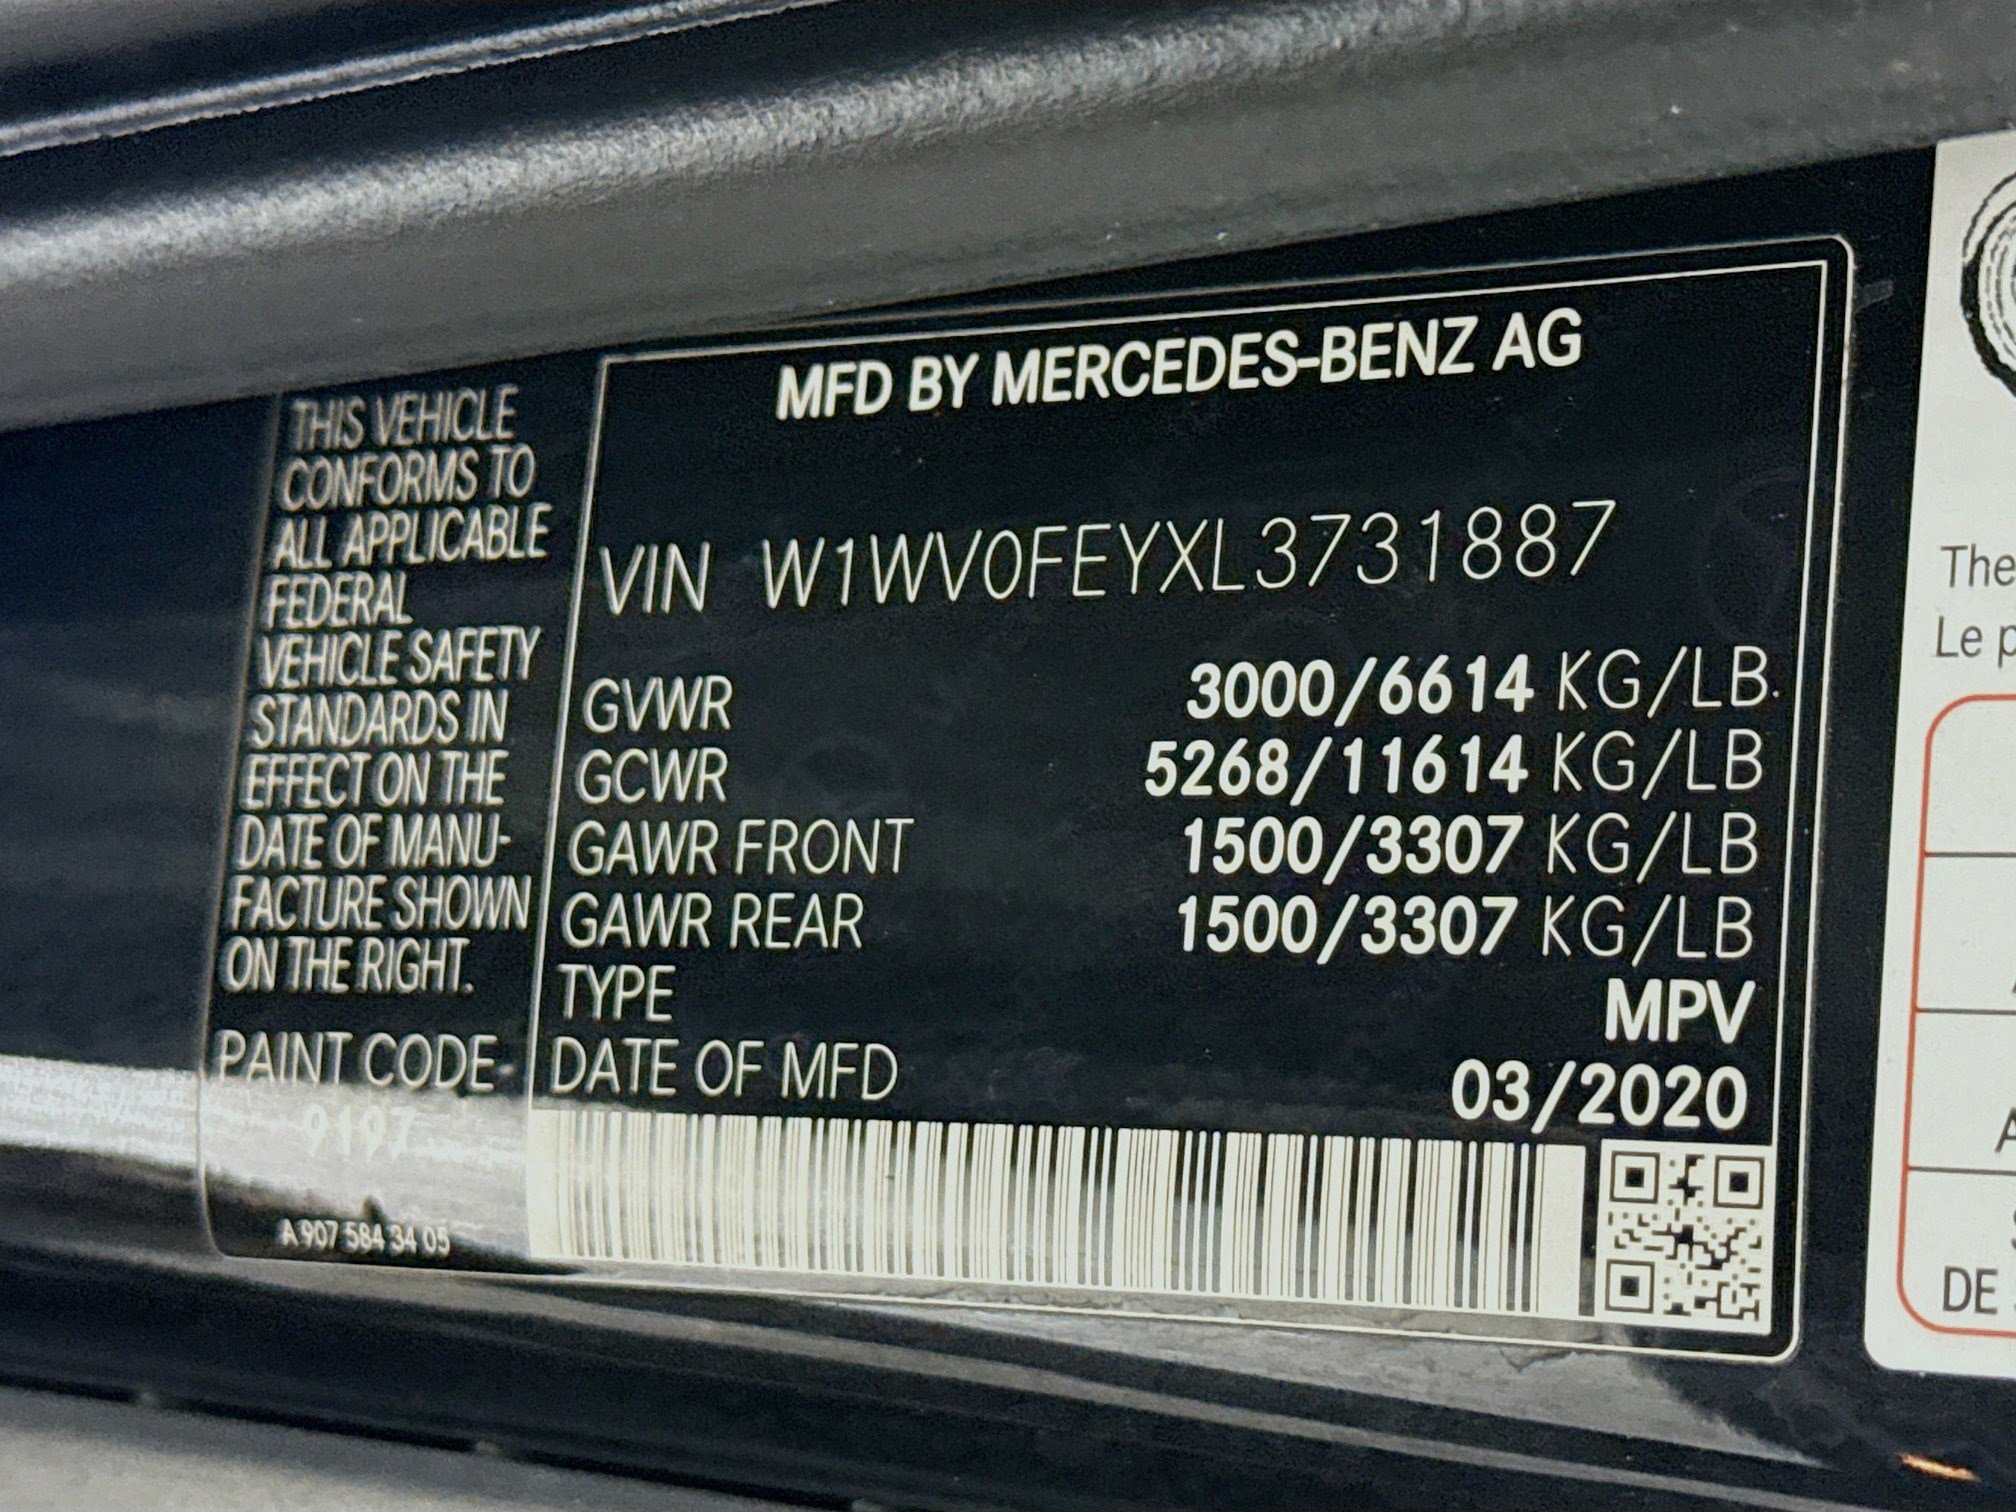 THIS VEHICLE
CONFORMS TO
ALL APPLICABLE
FEDERAL
VEHICLE SAFETY
STANDARDS IN
EFFECT ON THE
DATE OF MANU-
FACTURE SHOWN
ON THE RIGHT.
PAINT CODE
9197
A 907 584 34 05
MFD BY MERCEDES-BENZ AG
VIN W1WV0FEYXL3731887
GVWR 3000/6614 KG/LB
GCWR 5268/11614 KG/LB
GAWR FRONT 1500/3307 KG/LB
GAWR REAR 1500/3307 KG/LB
TYPE MPV
DATE OF MFD 03/2020
The
Le
DE